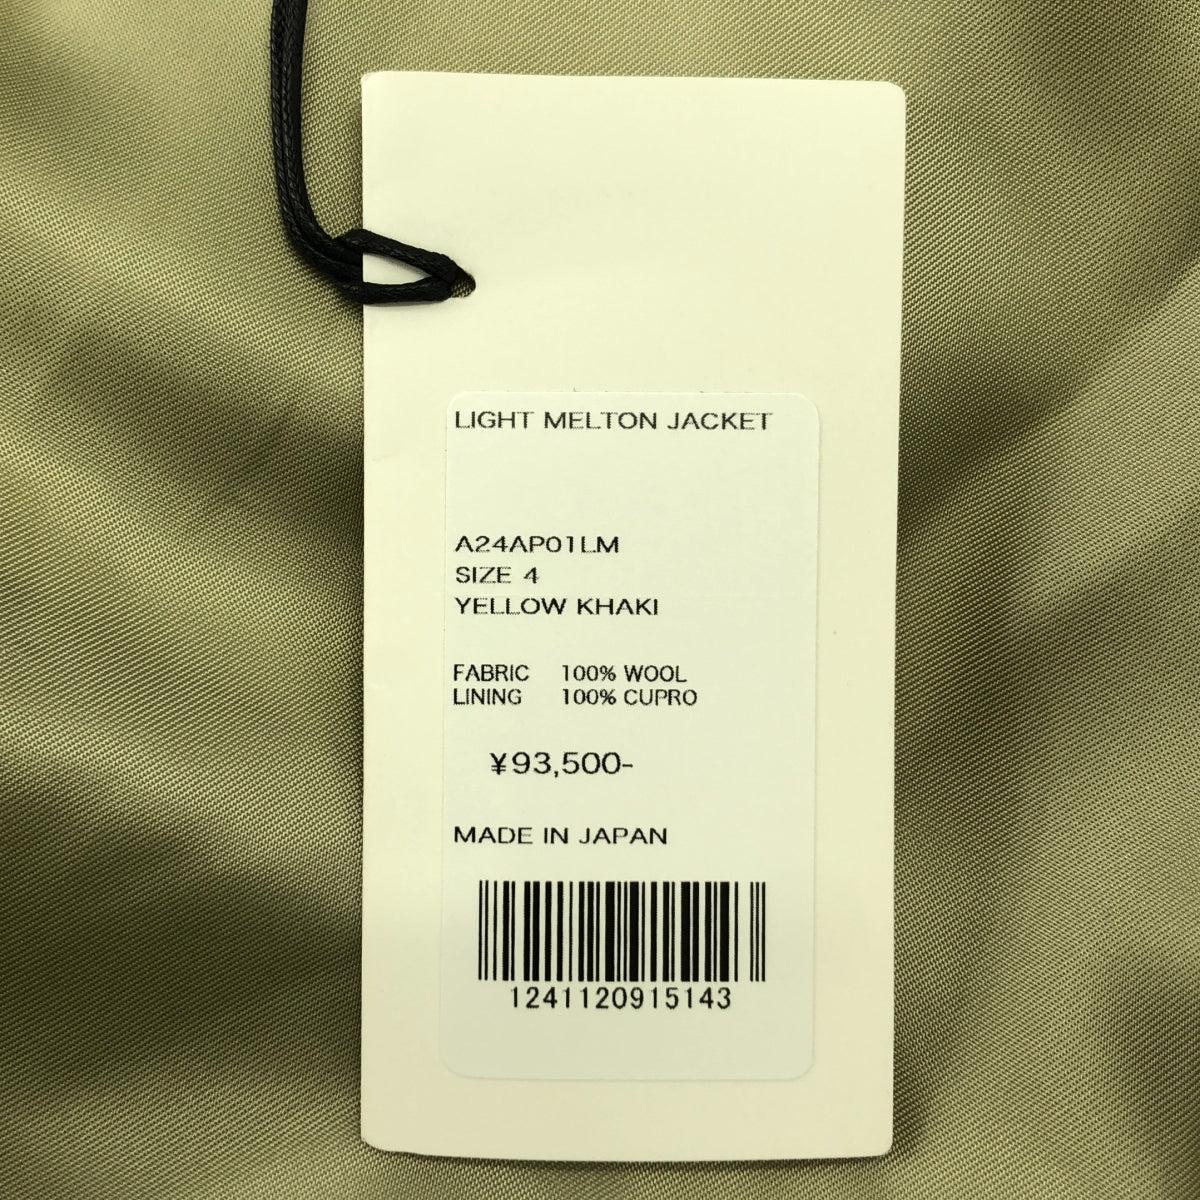 LIGHT MELTON JACKET
A24AP01LM
SIZE 4
YELLOW KHAKI
FABRIC 100% WOOL
LINING 100% CUPRO
¥93,500-
MADE IN JAPAN
1241120915143